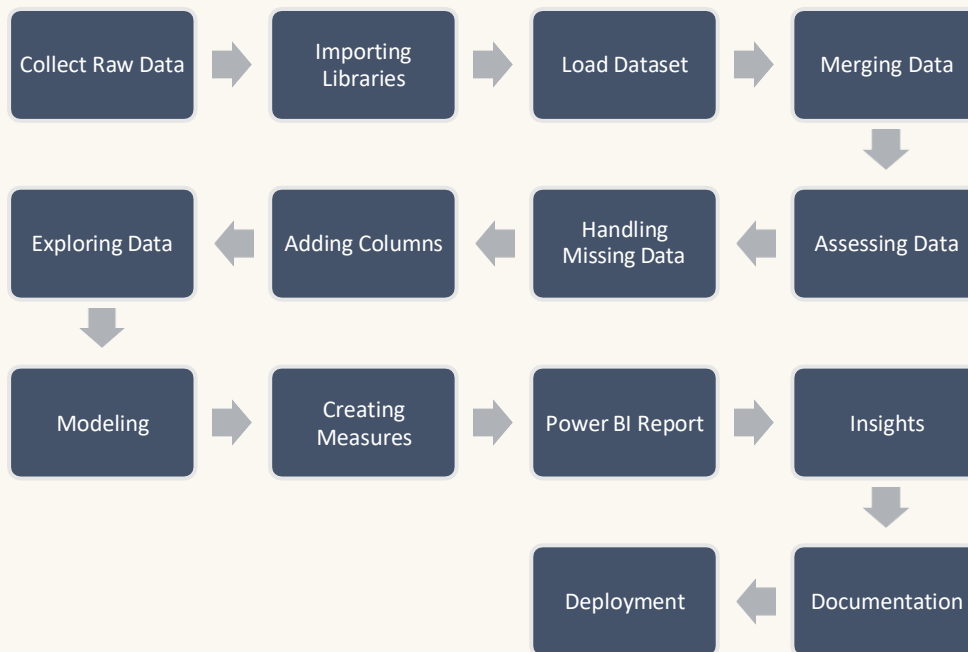 Collect Raw Data
Importing
Libraries
Load Dataset
Merging Data
Assessing Data
Handling
Missing Data
Adding Columns
Exploring Data
Modeling
Creating
Measures
Power BI Report
Insights
Documentation
Deployment